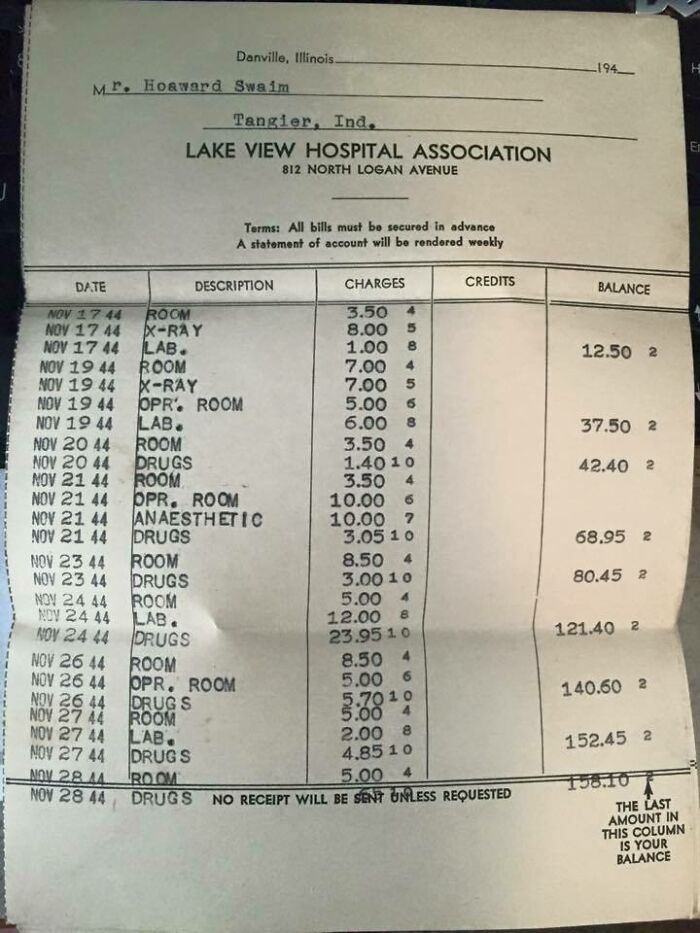 Danville, Illinois 194
Mr. Hoaward Swaim
Tangier, Ind.
LAKE VIEW HOSPITAL ASSOCIATION
812 NORTH LOGAN AVENUE
Terms: All bills must be secured in advance
A statement of account will be rendered weekly
DATE DESCRIPTION CHARGES CREDITS BALANCE
NOV 17 44 ROOM 3.50 4
NOV 17 44 X-RAY 8.00 5
NOV 17 44 LAB. 1.00 8 12.50 2
NOV 19 44 ROOM 7.00 4
NOV 19 44 X-RAY 7.00 5
NOV 19 44 OPR. ROOM 5.00 6
NOV 19 44 LAB. 6.00 8 37.50 2
NOV 20 44 ROOM 3.50 4
NOV 20 44 DRUGS 1.40 10 42.40 2
NOV 21 44 ROOM 3.50 4
NOV 21 44 OPR. ROOM 10.00 6
NOV 21 44 ANAESTHETIC 10.00 7
NOV 21 44 DRUGS 3.05 10 68.95 2
NOV 23 44 ROOM 8.50 4
NOV 23 44 DRUGS 3.00 10 80.45 2
NOV 24 44 ROOM 5.00 4
NOV 24 44 LAB. 12.00 8
NOV 24 44 DRUGS 23.95 10 121.40 2
NOV 26 44 ROOM 8.50 4
NOV 26 44 OPR. ROOM 5.00 6
NOV 26 44 DRUGS 5.70 10 140.60 2
NOV 27 44 ROOM 5.00 4
NOV 27 44 LAB. 2.00 8
NOV 27 44 DRUGS 4.85 10 152.45 2
NOV 28 44 ROOM 5.00 4
NOV 28 44 DRUGS 158.10 2
NO RECEIPT WILL BE SENT UNLESS REQUESTED
THE LAST
AMOUNT IN
THIS COLUMN
IS YOUR
BALANCE